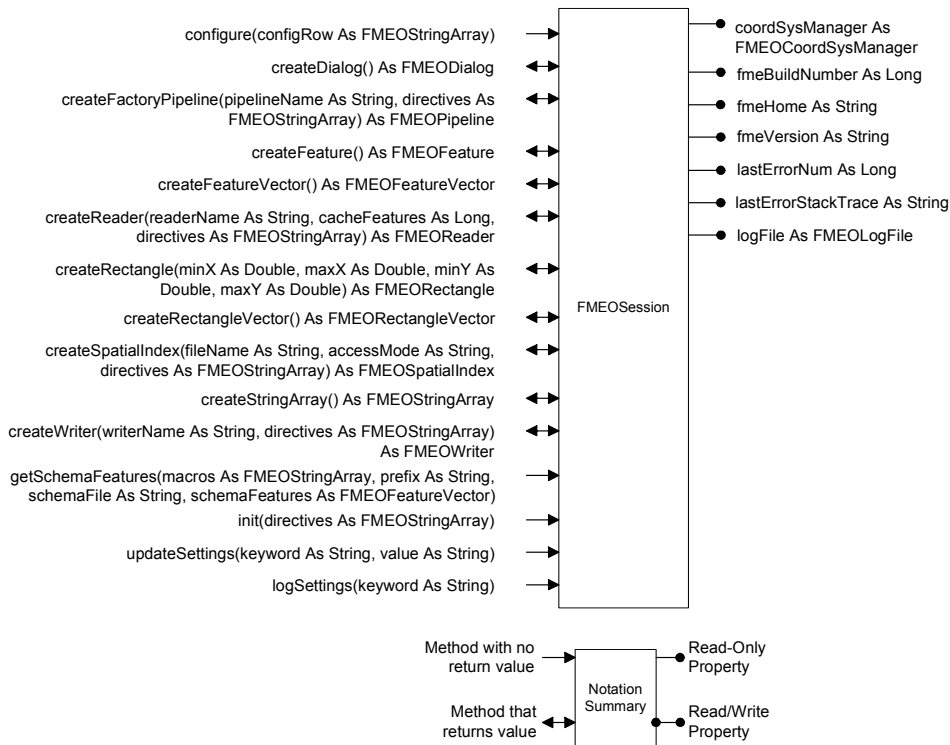 configure(configRow As FMEOStringArray)
createDialog() As FMEODialog
createFactoryPipeline(pipelineName As String, directives As
FMEOStringArray) As FMEOPipeline
createFeature() As FMEOFeature
createFeatureVector() As FMEOFeatureVector
createReader(readerName As String, cacheFeatures As Long,
directives As FMEOStringArray) As FMEOReader
createRectangle(minX As Double, maxX As Double, minY As
Double, maxY As Double) As FMEORectangle
createRectangleVector() As FMEORectangleVector
createSpatialIndex(fileName As String, accessMode As String,
directives As FMEOStringArray) As FMEOSpatialIndex
createStringArray() As FMEOStringArray
createWriter(writerName As String, directives As FMEOStringArray)
As FMEOWriter
getSchemaFeatures(macros As FMEOStringArray, prefix As String,
schemaFile As String, schemaFeatures As FMEOFeatureVector)
init(directives As FMEOStringArray)
updateSettings(keyword As String, value As String)
logSettings(keyword As String)
FMEOSession
coordSysManager As
FMEOCoordSysManager
fmeBuildNumber As Long
fmeHome As String
fmeVersion As String
lastErrorNum As Long
lastErrorStackTrace As String
logFile As FMEOLogFile
Method with no
return value
Method that
returns value
Notation
Summary
Read-Only
Property
Read/Write
Property